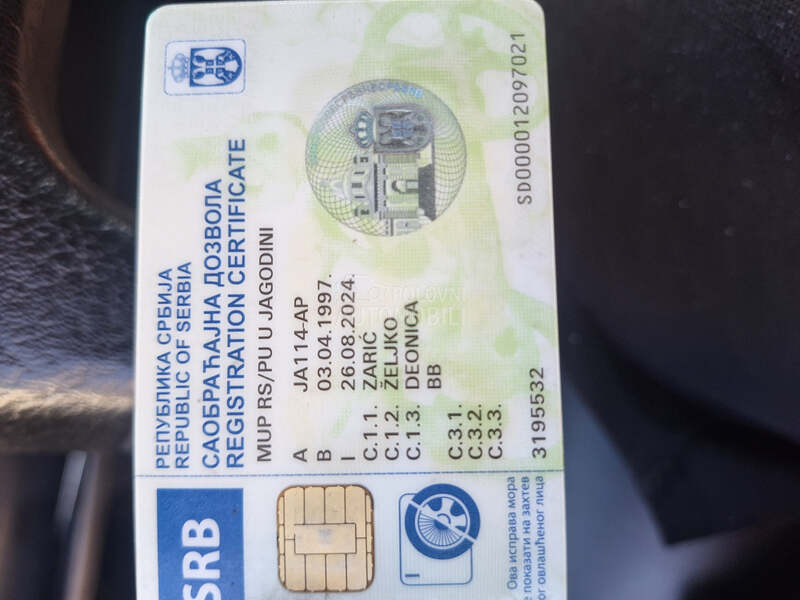 РЕПУБЛИКА СРБИЈА
REPUBLIC OF SERBIA
САОБРАЋАЈНА ДОЗВОЛА
REGISTRATION CERTIFICATE
MUP RS/PU U JAGODINI
A JA114-AP
B 03.04.1997.
I 26.08.2024.
C.1.1. ZARIĆ
C.1.2. ŽELJKO
C.1.3. DEONICA
BB
C.3.1.
C.3.2.
C.3.3.
3195532
SD0000012097021
SRB
Ова исправа мора
показати на захтев
овлашћеног лица